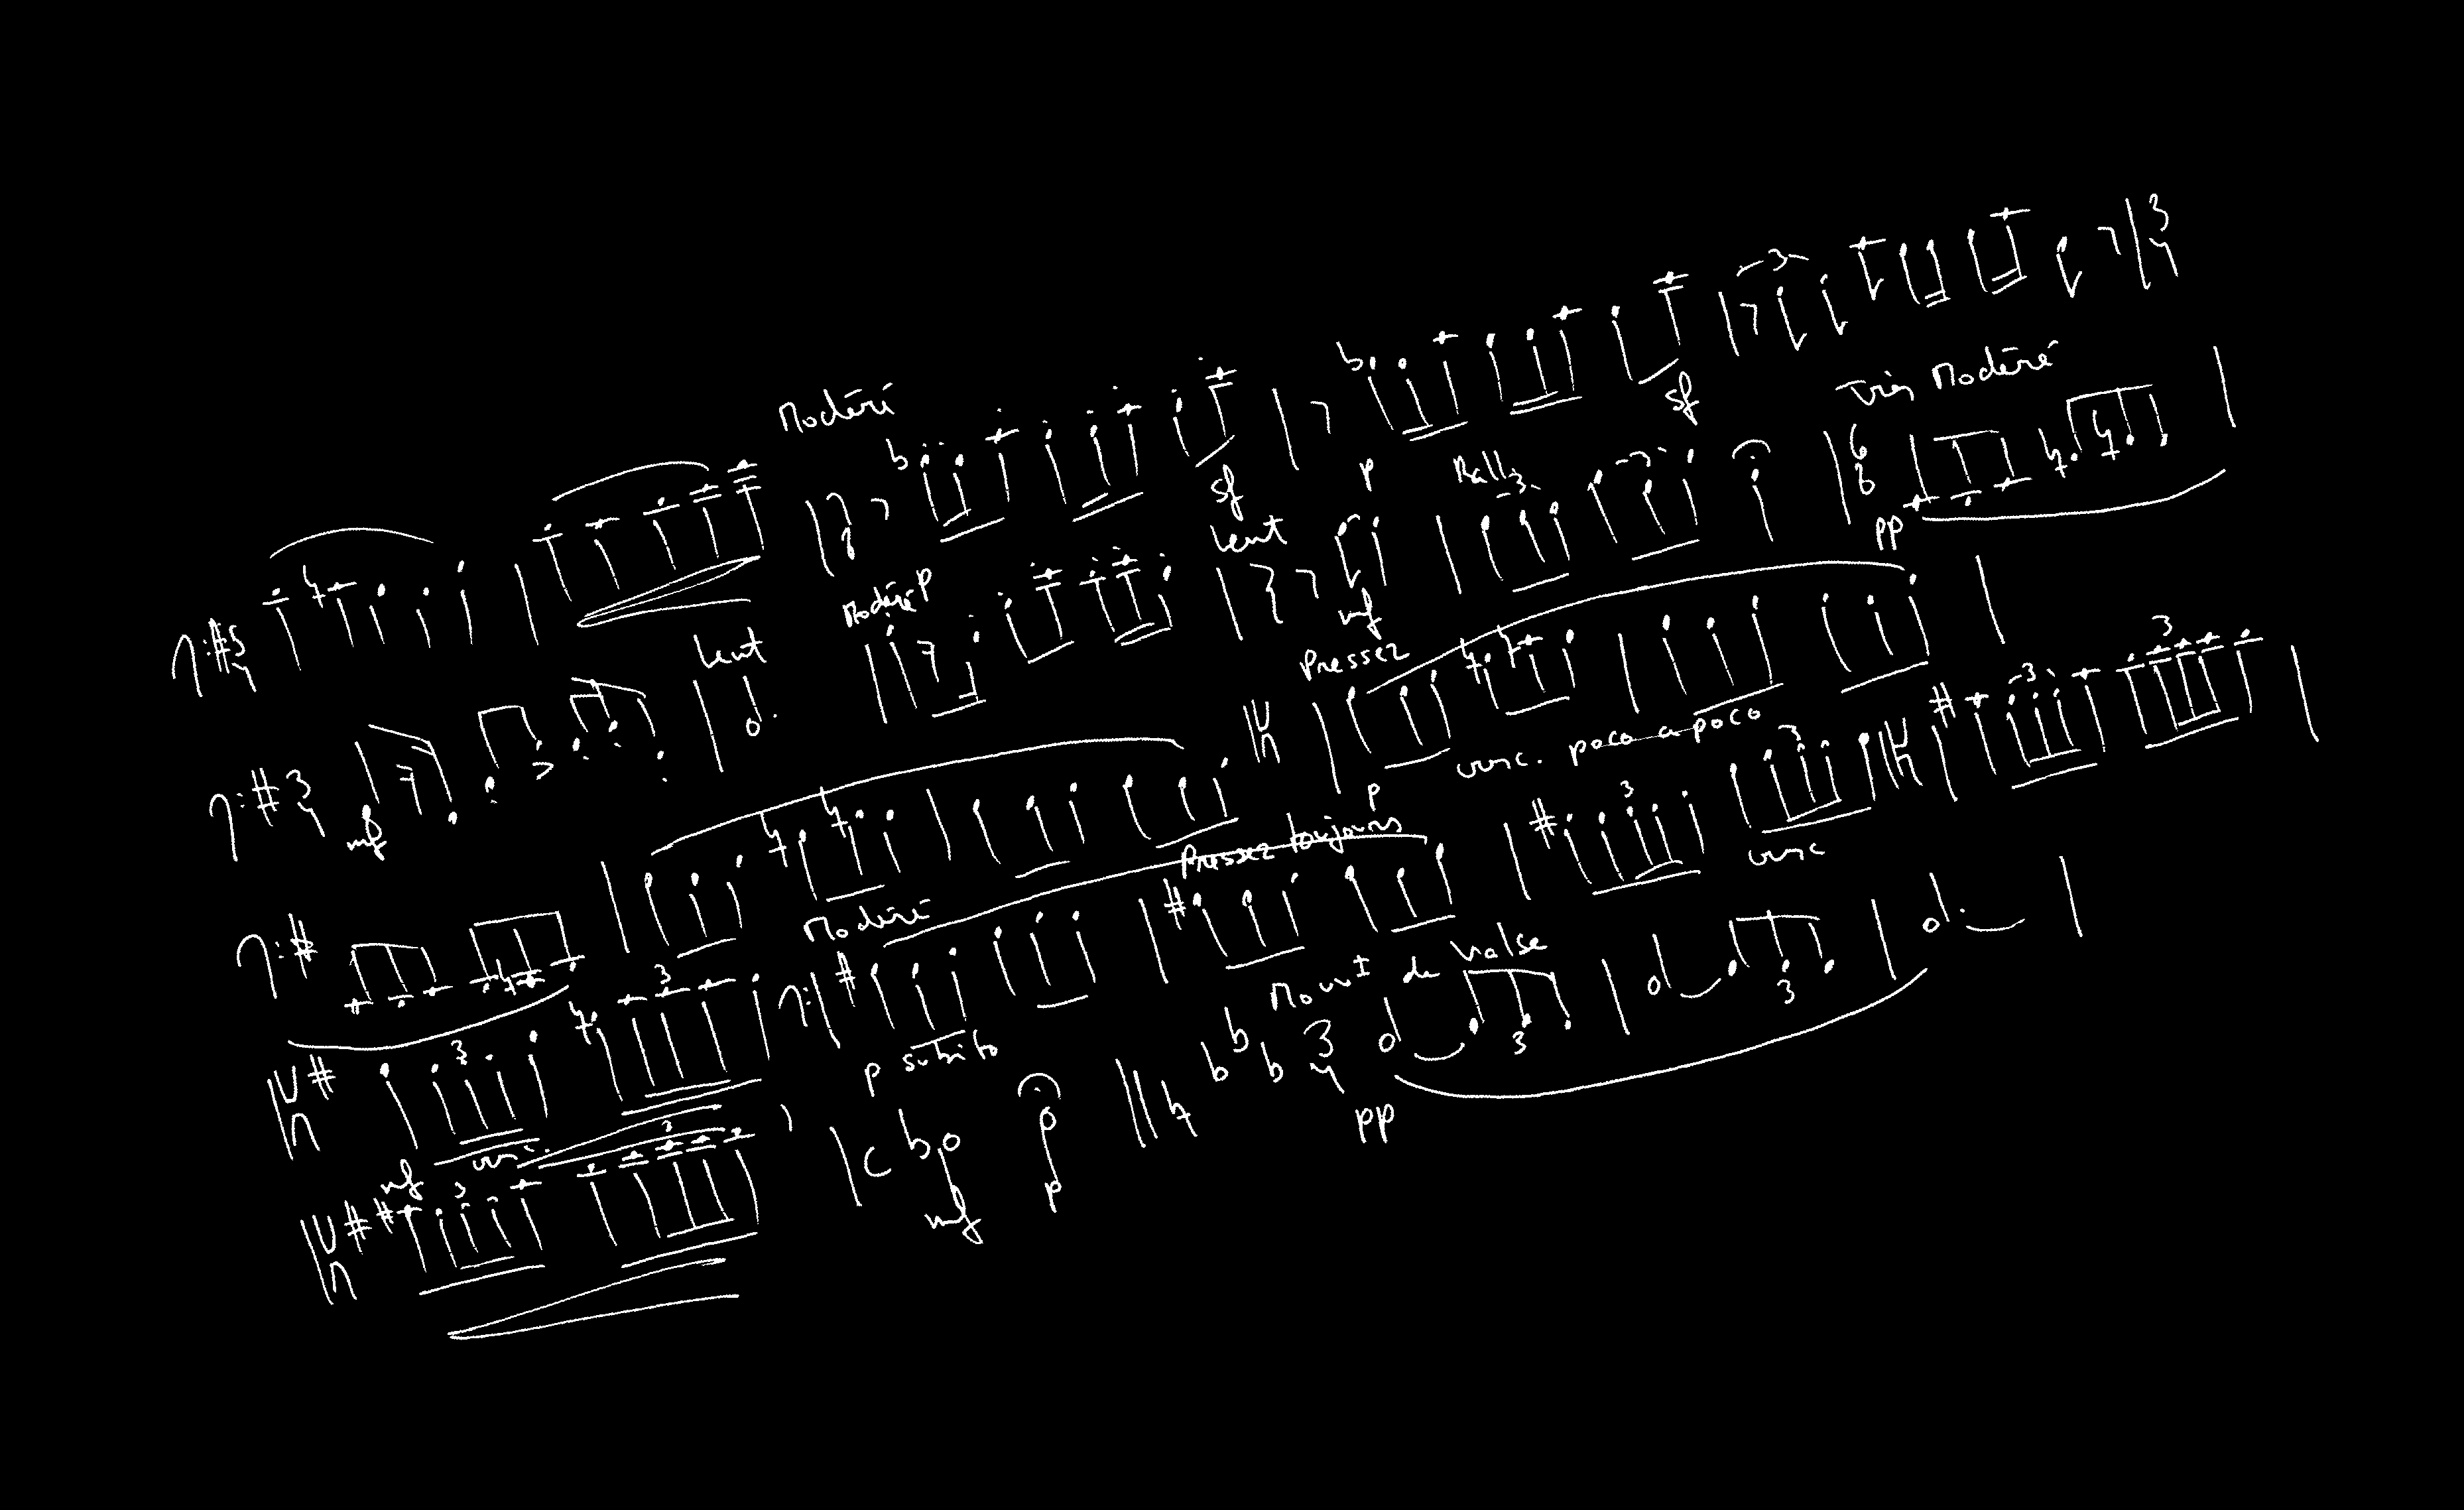 Modéré
sf p sf
Lent Modéré p Lent Rall. Très Modéré
mf mf pp
Pressez
p cresc. poco a poco
Modéré Pressez toujours
p subito cresc
mf cresc. Mouvt de Valse
mf p pp